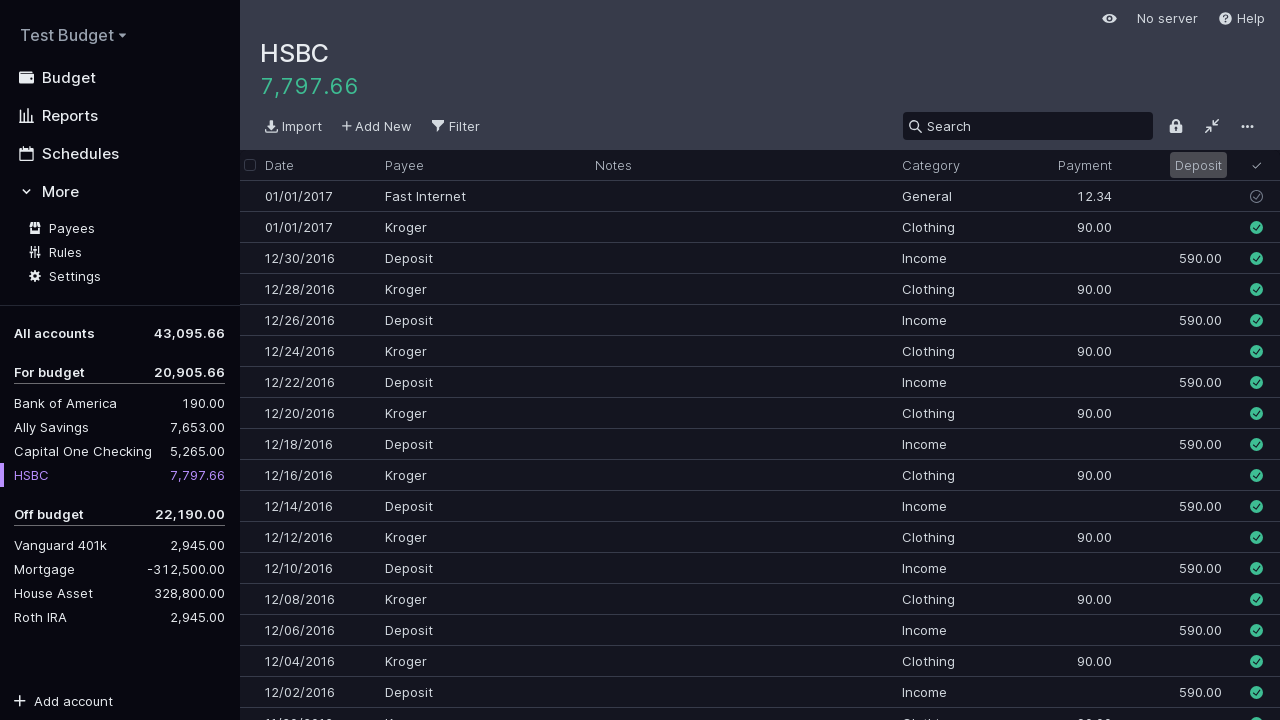 Test Budget
Budget
Reports
Schedules
More
Payees
Rules
Settings
All accounts 43,095.66
For budget 20,905.66
Bank of America 190.00
Ally Savings 7,653.00
Capital One Checking 5,265.00
HSBC 7,797.66
Off budget 22,190.00
Vanguard 401k 2,945.00
Mortgage -312,500.00
House Asset 328,800.00
Roth IRA 2,945.00
Add account
No server Help
HSBC
7,797.66
Import Add New Filter Search
Date Payee Notes Category Payment Deposit
01/01/2017 Fast Internet General 12.34
01/01/2017 Kroger Clothing 90.00
12/30/2016 Deposit Income 590.00
12/28/2016 Kroger Clothing 90.00
12/26/2016 Deposit Income 590.00
12/24/2016 Kroger Clothing 90.00
12/22/2016 Deposit Income 590.00
12/20/2016 Kroger Clothing 90.00
12/18/2016 Deposit Income 590.00
12/16/2016 Kroger Clothing 90.00
12/14/2016 Deposit Income 590.00
12/12/2016 Kroger Clothing 90.00
12/10/2016 Deposit Income 590.00
12/08/2016 Kroger Clothing 90.00
12/06/2016 Deposit Income 590.00
12/04/2016 Kroger Clothing 90.00
12/02/2016 Deposit Income 590.00